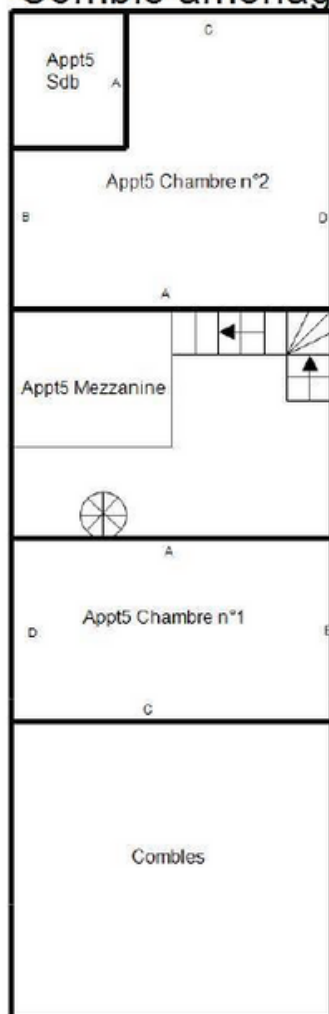 Appt5
Sdb
A
C
Appt5 Chambre n°2
B
D
A
Appt5 Mezzanine
A
Appt5 Chambre n°1
D
C
Combles